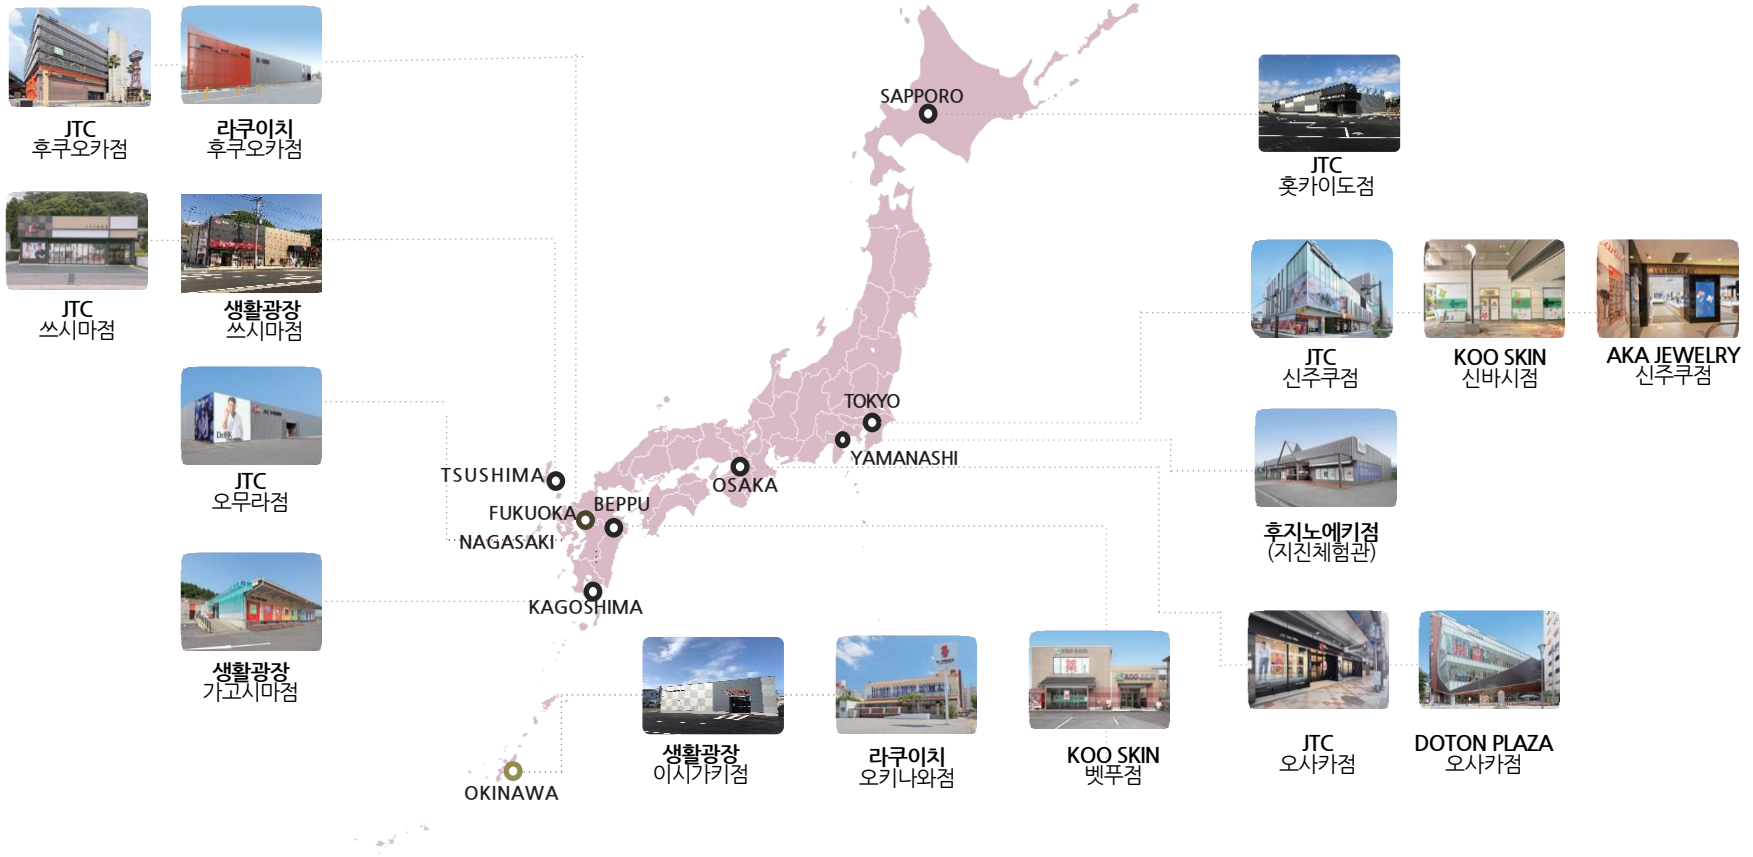 JTC
후쿠오카점
라쿠이치
후쿠오카점
JTC
쓰시마점
생활광장
쓰시마점
JTC
오무라점
생활광장
가고시마점
SAPPORO
TOKYO
YAMANASHI
OSAKA
TSUSHIMA
FUKUOKA
BEPPU
NAGASAKI
KAGOSHIMA
OKINAWA
JTC
홋카이도점
JTC
신주쿠점
KOO SKIN
신바시점
AKA JEWELRY
신주쿠점
후지노에키점
(지진체험관)
생활광장
이시가키점
라쿠이치
오키나와점
KOO SKIN
KOO SKIN
薬
KOO SKIN
벳푸점
JTC
오사카점
DOTON PLAZA
오사카점